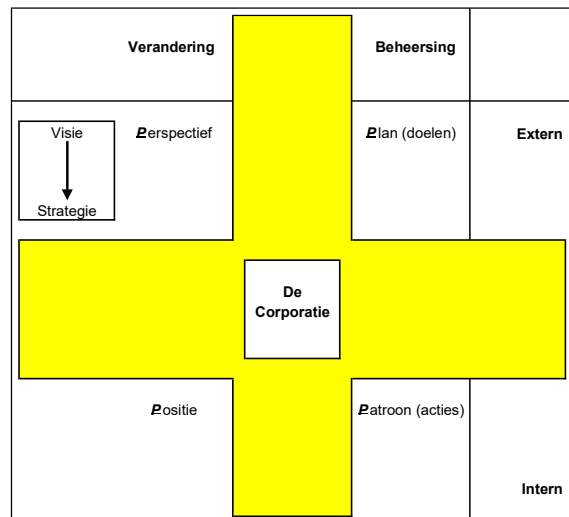 Verandering
Beheersing
Visie
Perspectief
Plan (doelen)
Extern
Strategie
De
Corporatie
Positie
Patroon (acties)
Intern